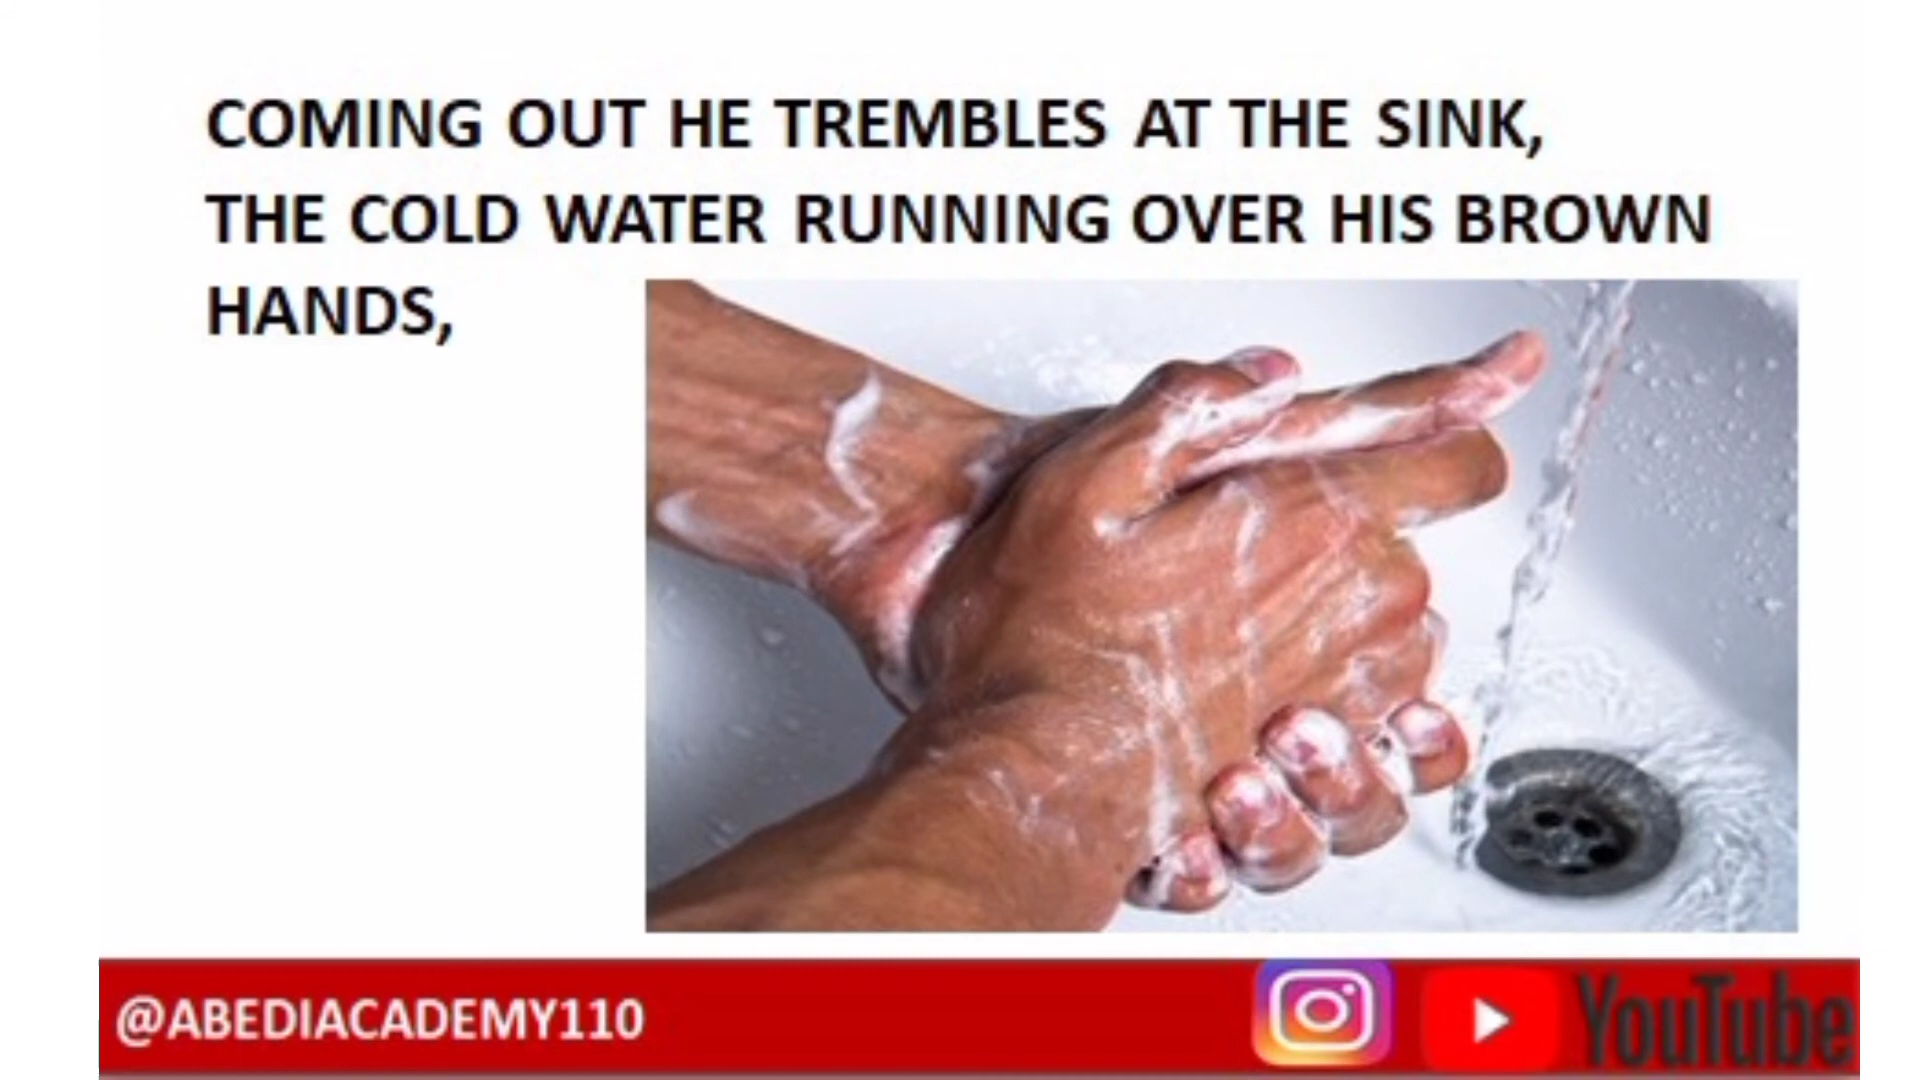 COMING OUT HE TREMBLES AT THE SINK,
THE COLD WATER RUNNING OVER HIS BROWN
HANDS,
@ABEDIACADEMY110
YouTube